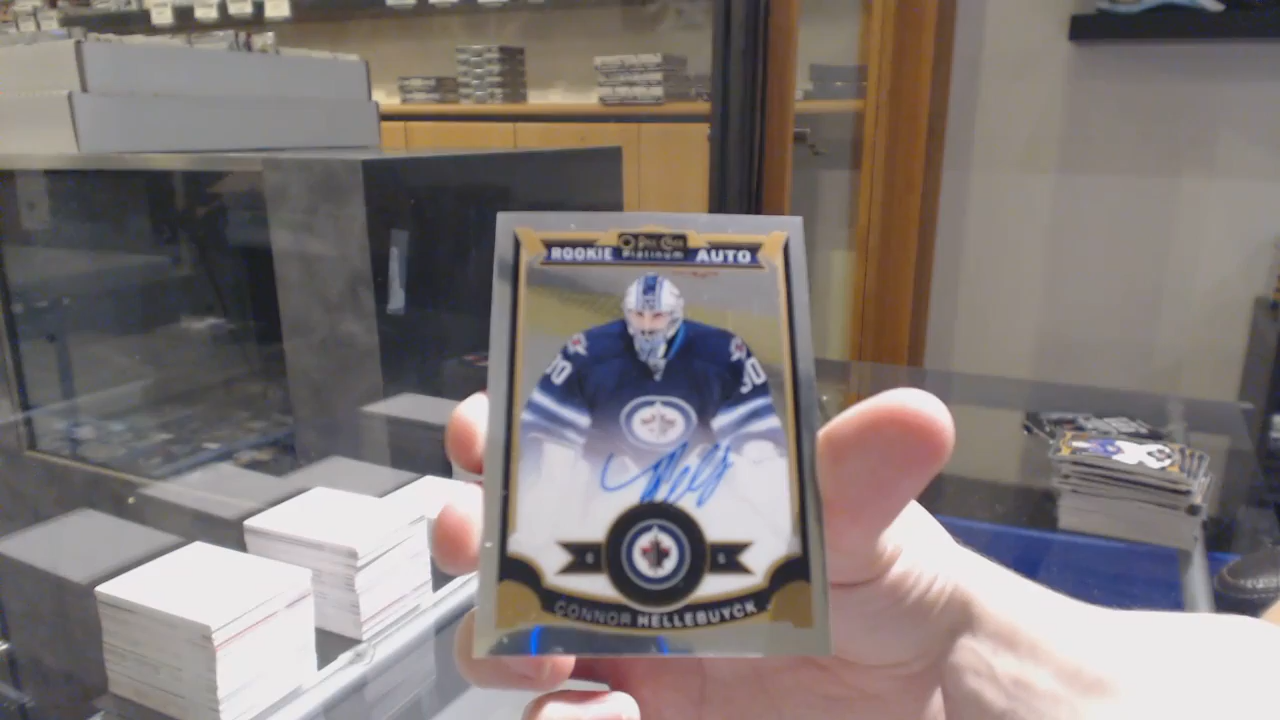 O-Pee-Chee
ROOKIE Platinum AUTO
30 30
G G
CONNOR HELLEBUYCK